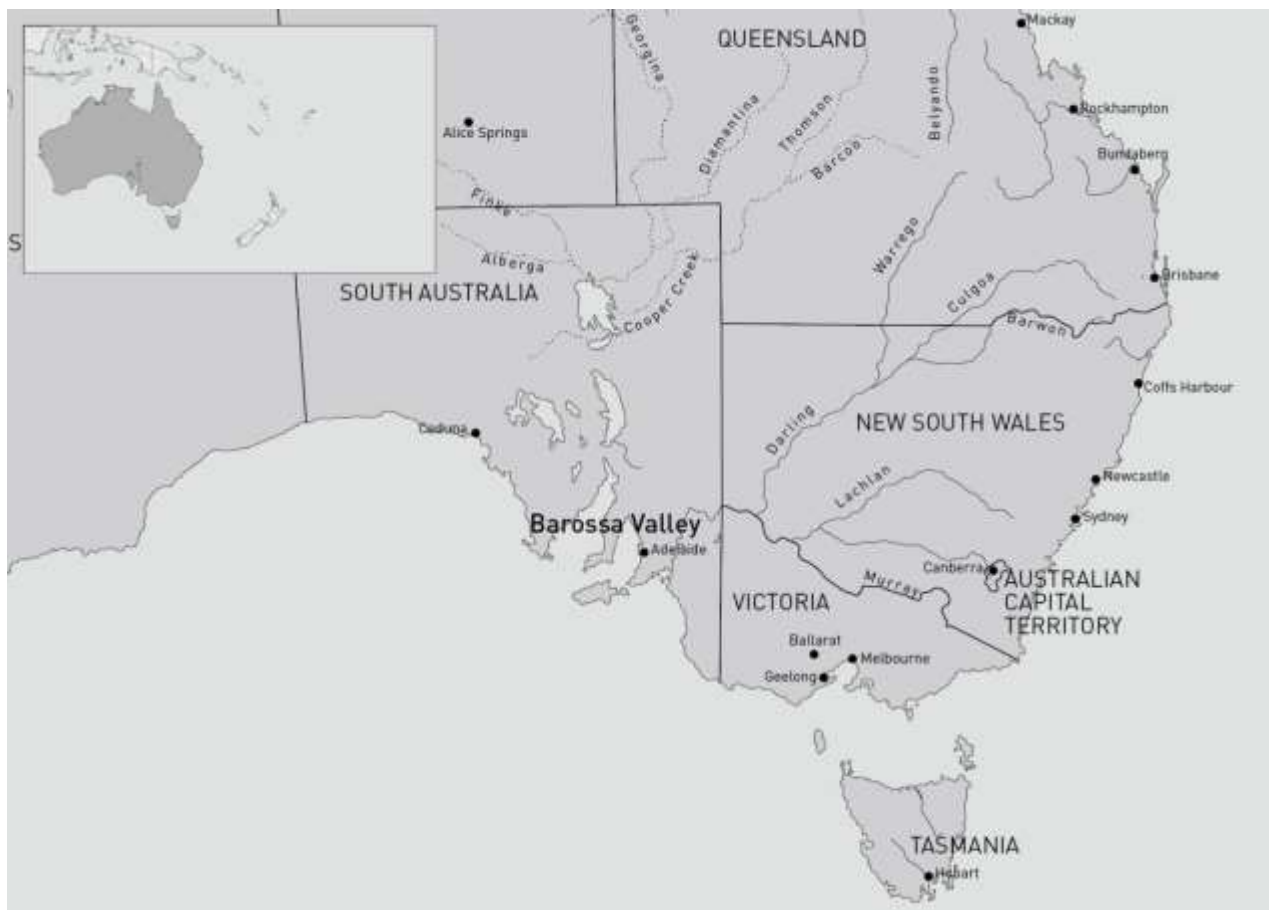 Mackay
Georgina
QUEENSLAND
Belyando
Rockhampton
Alice Springs
Diamantina
Thomson
Barcoo
Bundaberg
Finke
S
Alberga
Warrego
SOUTH AUSTRALIA
Cooper Creek
Culgoa
Brisbane
Barwon
Coffs Harbour
Darling
NEW SOUTH WALES
Ceduna
Lachlan
Newcastle
Barossa Valley
Sydney
Adelaide
Canberra
AUSTRALIAN
CAPITAL
TERRITORY
Murray
VICTORIA
Ballarat
Melbourne
Geelong
TASMANIA
Hobart